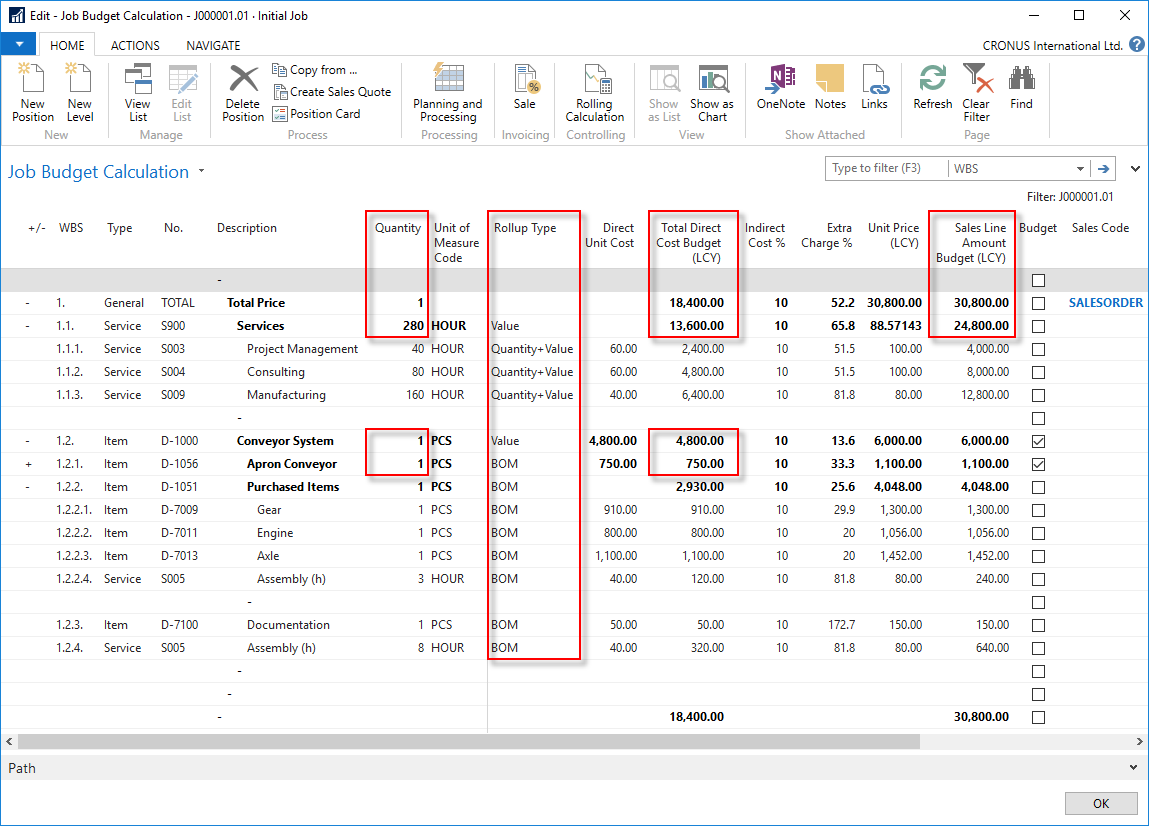 Edit - Job Budget Calculation - J000001.01 · Initial Job
HOME ACTIONS NAVIGATE CRONUS International Ltd. ?
New Position New Level View List Edit List Delete Position Copy from ... Create Sales Quote Position Card Planning and Processing Sale Rolling Calculation Show as List Show as Chart OneNote Notes Links Refresh Clear Filter Find
New Manage Process Processing Invoicing Controlling View Show Attached Page
Job Budget Calculation Type to filter (F3) WBS
Filter: J000001.01
+/- WBS Type No. Description Quantity Unit of Measure Code Rollup Type Direct Unit Cost Total Direct Cost Budget (LCY) Indirect Cost % Extra Charge % Unit Price (LCY) Sales Line Amount Budget (LCY) Budget Sales Code
-
- 1. General TOTAL Total Price 1 18,400.00 10 52.2 30,800.00 30,800.00 SALESORDER
- 1.1. Service S900 Services 280 HOUR Value 13,600.00 10 65.8 88.57143 24,800.00
1.1.1. Service S003 Project Management 40 HOUR Quantity+Value 60.00 2,400.00 10 51.5 100.00 4,000.00
1.1.2. Service S004 Consulting 80 HOUR Quantity+Value 60.00 4,800.00 10 51.5 100.00 8,000.00
1.1.3. Service S009 Manufacturing 160 HOUR Quantity+Value 40.00 6,400.00 10 81.8 80.00 12,800.00
-
- 1.2. Item D-1000 Conveyor System 1 PCS Value 4,800.00 4,800.00 10 13.6 6,000.00 6,000.00
+ 1.2.1. Item D-1056 Apron Conveyor 1 PCS BOM 750.00 750.00 10 33.3 1,100.00 1,100.00
- 1.2.2. Item D-1051 Purchased Items 1 PCS BOM 2,930.00 10 25.6 4,048.00 4,048.00
1.2.2.1. Item D-7009 Gear 1 PCS BOM 910.00 910.00 10 29.9 1,300.00 1,300.00
1.2.2.2. Item D-7011 Engine 1 PCS BOM 800.00 800.00 10 20 1,056.00 1,056.00
1.2.2.3. Item D-7013 Axle 1 PCS BOM 1,100.00 1,100.00 10 20 1,452.00 1,452.00
1.2.2.4. Service S005 Assembly (h) 3 HOUR BOM 40.00 120.00 10 81.8 80.00 240.00
-
1.2.3. Item D-7100 Documentation 1 PCS BOM 50.00 50.00 10 172.7 150.00 150.00
1.2.4. Service S005 Assembly (h) 8 HOUR BOM 40.00 320.00 10 81.8 80.00 640.00
-
-
- 18,400.00 30,800.00
Path
OK